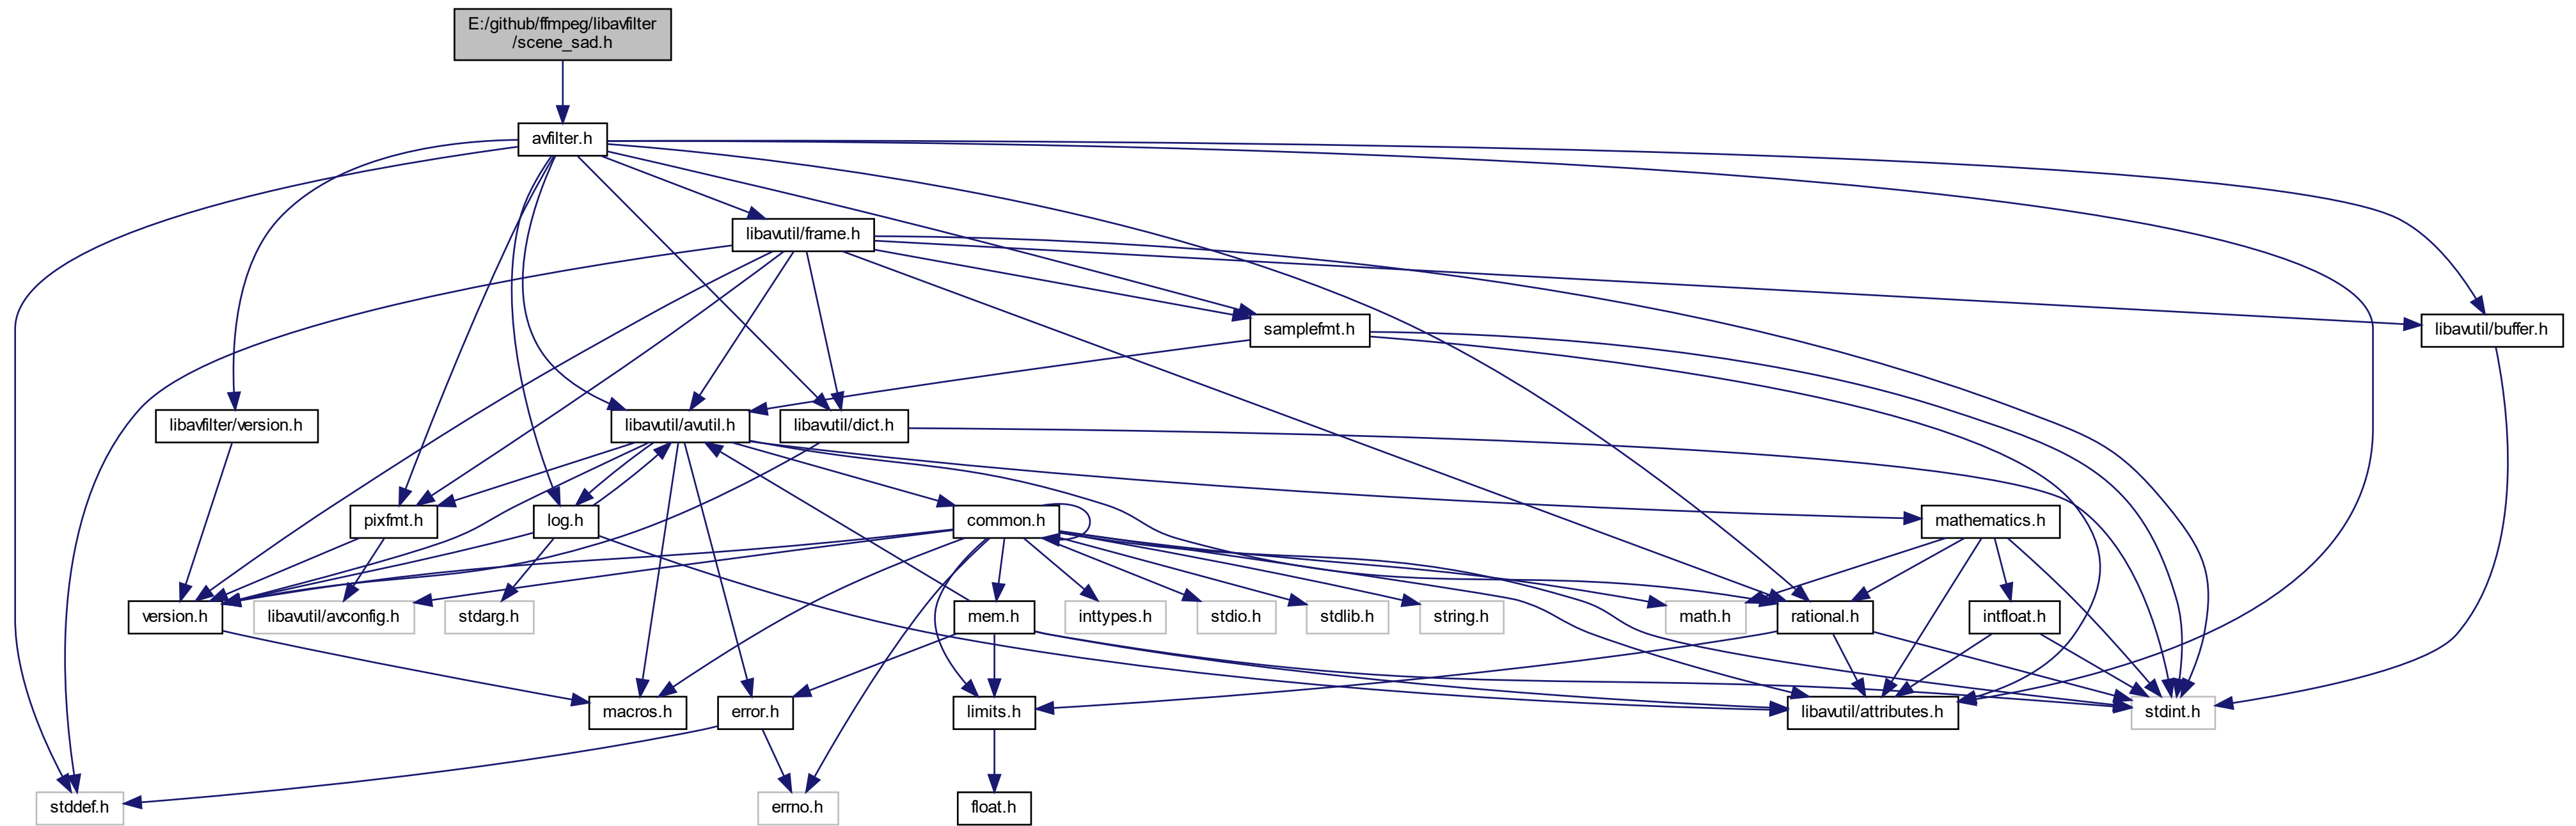 E:/github/ffmpeg/libavfilter
/scene_sad.h
avfilter.h
libavutil/frame.h
samplefmt.h
libavutil/buffer.h
libavfilter/version.h
libavutil/avutil.h
libavutil/dict.h
pixfmt.h
log.h
common.h
mathematics.h
version.h
libavutil/avconfig.h
stdarg.h
mem.h
inttypes.h
stdio.h
stdlib.h
string.h
math.h
rational.h
intfloat.h
macros.h
error.h
limits.h
libavutil/attributes.h
stdint.h
stddef.h
errno.h
float.h